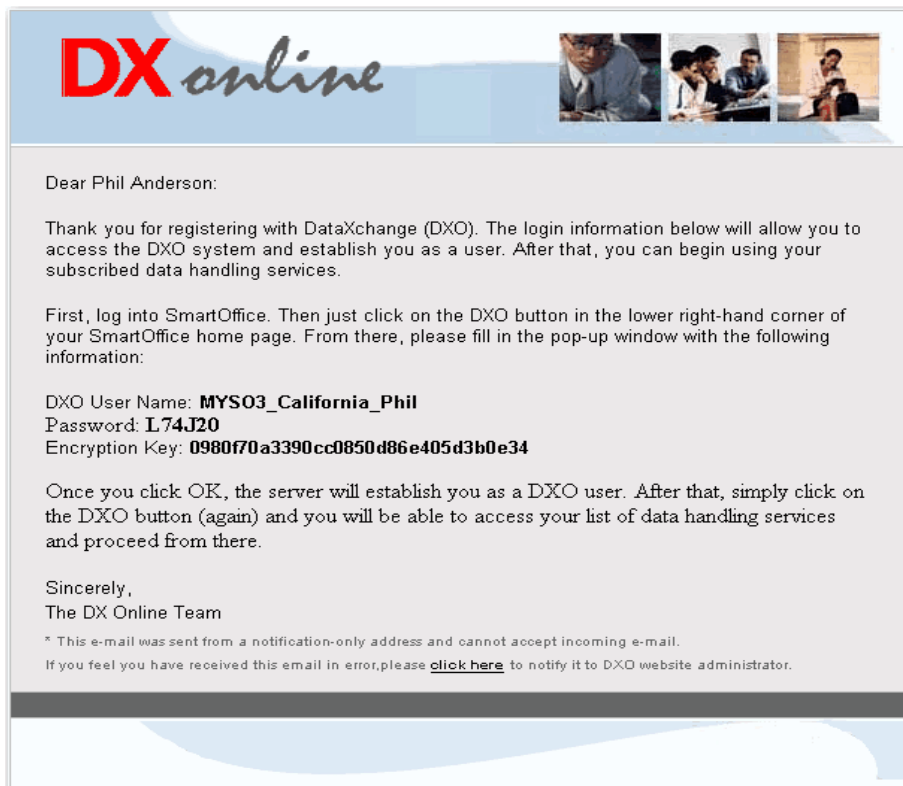 DX online
Dear Phil Anderson:
Thank you for registering with DataXchange (DXO). The login information below will allow you to
access the DXO system and establish you as a user. After that, you can begin using your
subscribed data handling services.
First, log into SmartOffice. Then just click on the DXO button in the lower right-hand corner of
your SmartOffice home page. From there, please fill in the pop-up window with the following
information:
DXO User Name: MYSO3_California_Phil
Password: L74J20
Encryption Key: 0980f70a3390cc0850d86e405d3b0e34
Once you click OK, the server will establish you as a DXO user. After that, simply click on
the DXO button (again) and you will be able to access your list of data handling services
and proceed from there.
Sincerely,
The DX Online Team
* This e-mail was sent from a notification-only address and cannot accept incoming e-mail.
If you feel you have received this email in error,please click here to notify it to DXO website administrator.